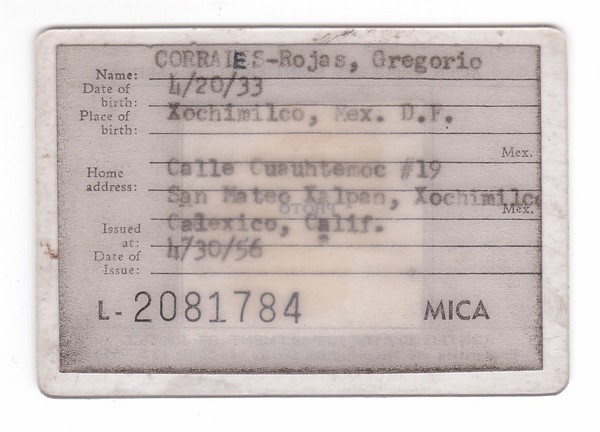 CORRALES-Rojas, Gregorio
Name:
Date of birth: 4/20/33
Place of birth: Xochimilco, Mex. D.F.
Mex.
Home address: Calle Cuauhtemoc #19
San Mateo Xalpan, Xochimilco
Mex.
PHOTO
Issued at: Calexico, Calif.
Date of Issue: 4/30/56
L-2081784 MICA